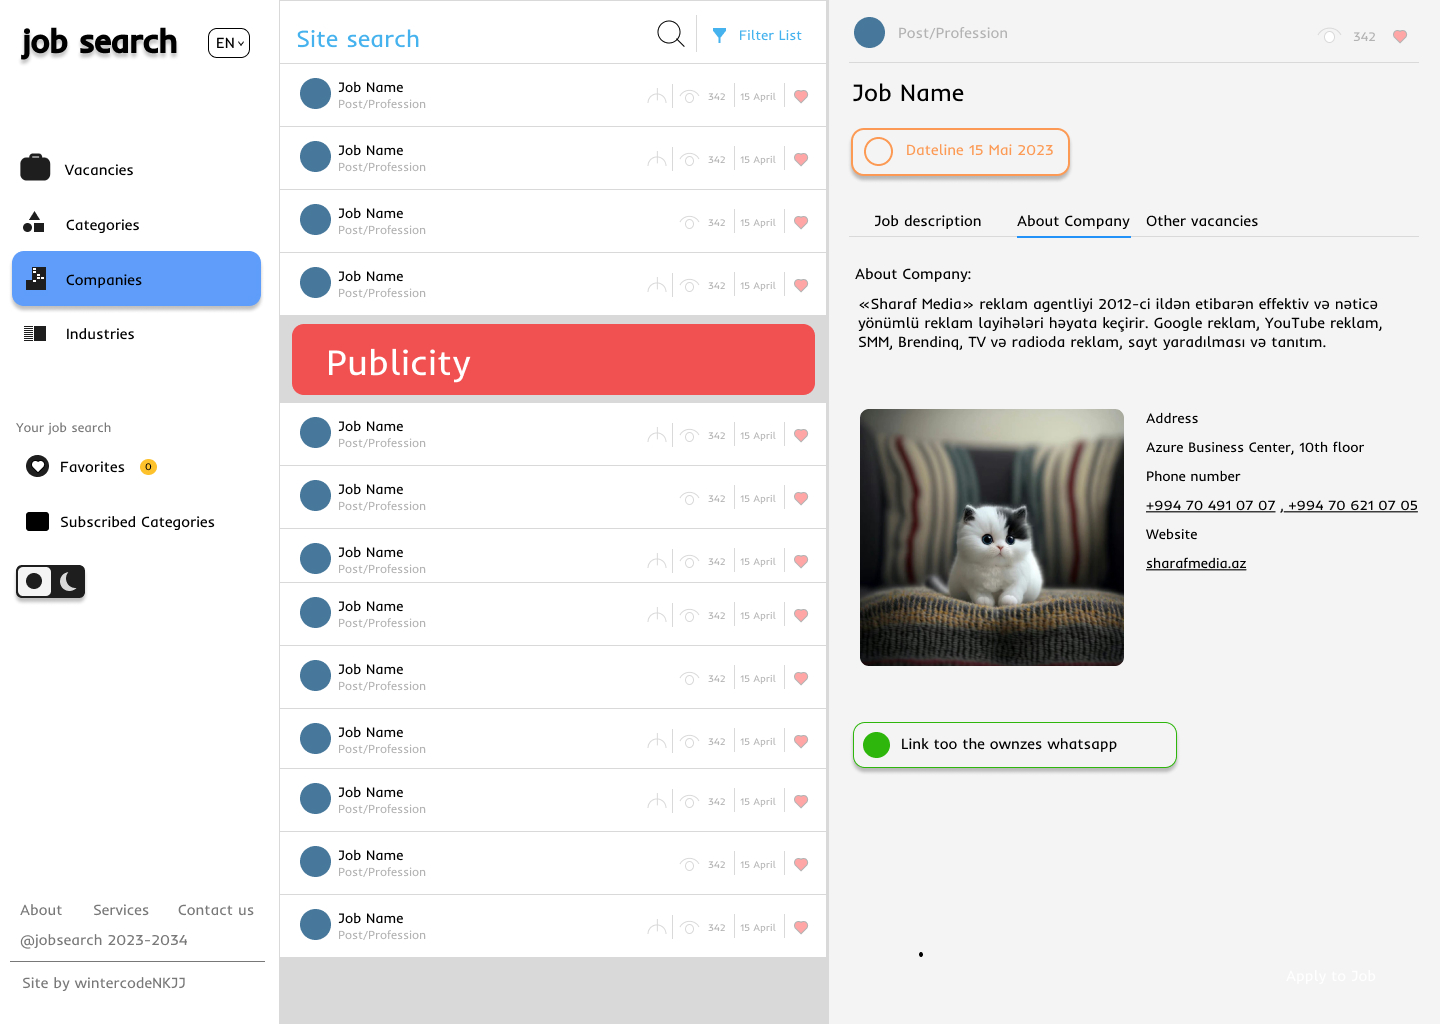 job search
EN
Vacancies
Categories
Companies
Industries
Your job search
Favorites 0
Subscribed Categories
About Services Contact us
@jobsearch 2023-2034
Site by wintercodeNKJJ
Site search
Filter List
Job Name
Post/Profession
342 15 April
Job Name
Post/Profession
342 15 April
Job Name
Post/Profession
342 15 April
Job Name
Post/Profession
342 15 April
Publicity
Job Name
Post/Profession
342 15 April
Job Name
Post/Profession
342 15 April
Job Name
Post/Profession
342 15 April
Job Name
Post/Profession
342 15 April
Job Name
Post/Profession
342 15 April
Job Name
Post/Profession
342 15 April
Job Name
Post/Profession
342 15 April
Job Name
Post/Profession
342 15 April
Job Name
Post/Profession
342 15 April
Post/Profession
342
Job Name
Dateline 15 Mai 2023
Job description About Company Other vacancies
About Company:
«Sharaf Media» reklam agentliyi 2012-ci ildən etibarən effektiv və nəticə
yönümlü reklam layihələri həyata keçirir. Google reklam, YouTube reklam,
SMM, Brendinq, TV və radioda reklam, sayt yaradılması və tanıtım.
Address
Azure Business Center, 10th floor
Phone number
+994 70 491 07 07 , +994 70 621 07 05
Website
sharafmedia.az
Link too the ownzes whatsapp
Apply to Job